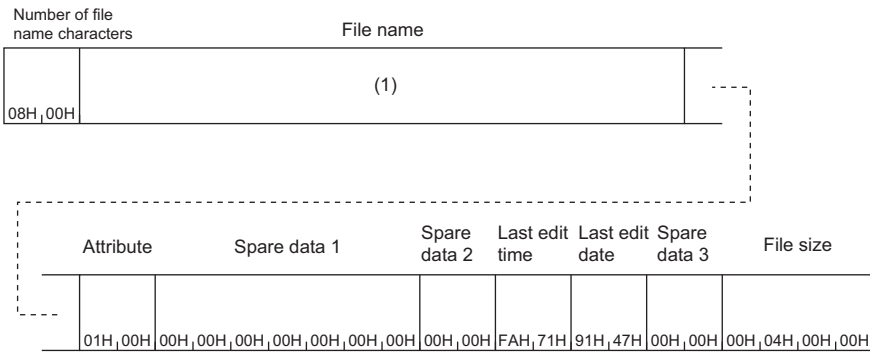 Number of file
name characters
File name
(1)
08H 00H
Attribute
Spare data 1
Spare
data 2
Last edit
time
Last edit
date
Spare
data 3
File size
01H 00H 00H 00H 00H 00H 00H 00H 00H 00H 00H FAH 71H 91H 47H 00H 00H 00H 04H 00H 00H